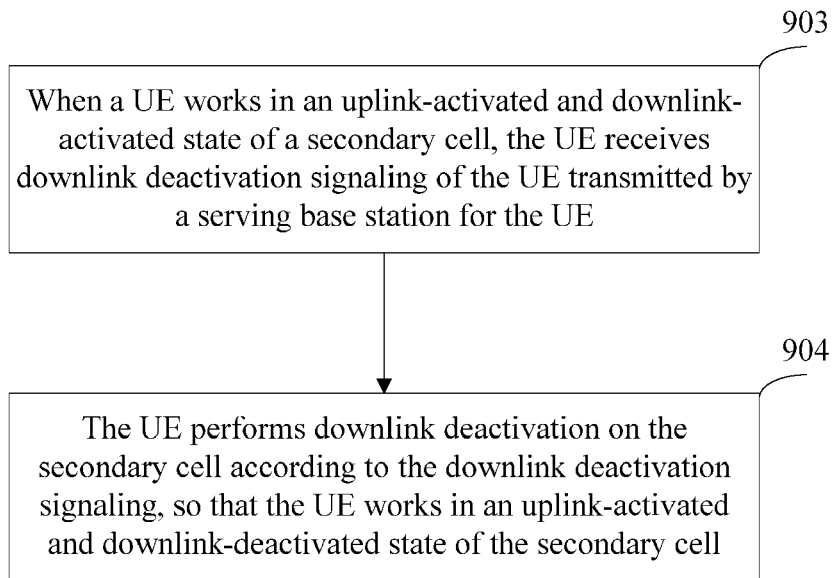 903
When a UE works in an uplink-activated and downlink-
activated state of a secondary cell, the UE receives
downlink deactivation signaling of the UE transmitted by
a serving base station for the UE
904
The UE performs downlink deactivation on the
secondary cell according to the downlink deactivation
signaling, so that the UE works in an uplink-activated
and downlink-deactivated state of the secondary cell